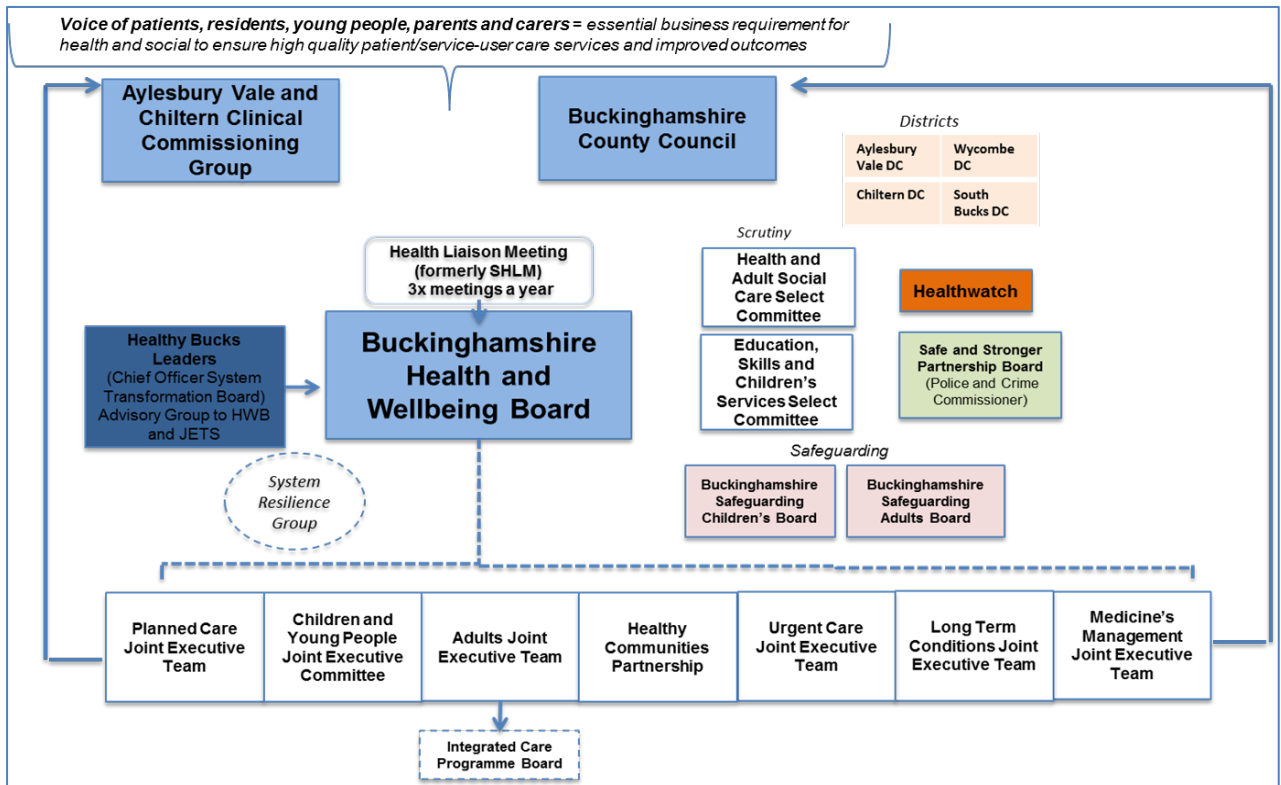 Voice of patients, residents, young people, parents and carers = essential business requirement for
health and social to ensure high quality patient/service-user care services and improved outcomes
Aylesbury Vale and
Chiltern Clinical
Commissioning
Group
Buckinghamshire
County Council
Districts
Aylesbury
Vale DC
Wycombe
DC
Chiltern DC
South
Bucks DC
Health Liaison Meeting
(formerly SHLM)
3x meetings a year
Scrutiny
Health and
Adult Social
Care Select
Committee
Healthwatch
Healthy Bucks
Leaders
(Chief Officer System
Transformation Board)
Advisory Group to HWB
and JETS
Buckinghamshire
Health and
Wellbeing Board
Education,
Skills and
Children’s
Services Select
Committee
Safe and Stronger
Partnership Board
(Police and Crime
Commissioner)
System
Resilience
Group
Safeguarding
Buckinghamshire
Safeguarding
Children’s Board
Buckinghamshire
Safeguarding
Adults Board
Planned Care
Joint Executive
Team
Children and
Young People
Joint Executive
Committee
Adults Joint
Executive Team
Healthy
Communities
Partnership
Urgent Care
Joint Executive
Team
Long Term
Conditions Joint
Executive Team
Medicine’s
Management
Joint Executive
Team
Integrated Care
Programme Board